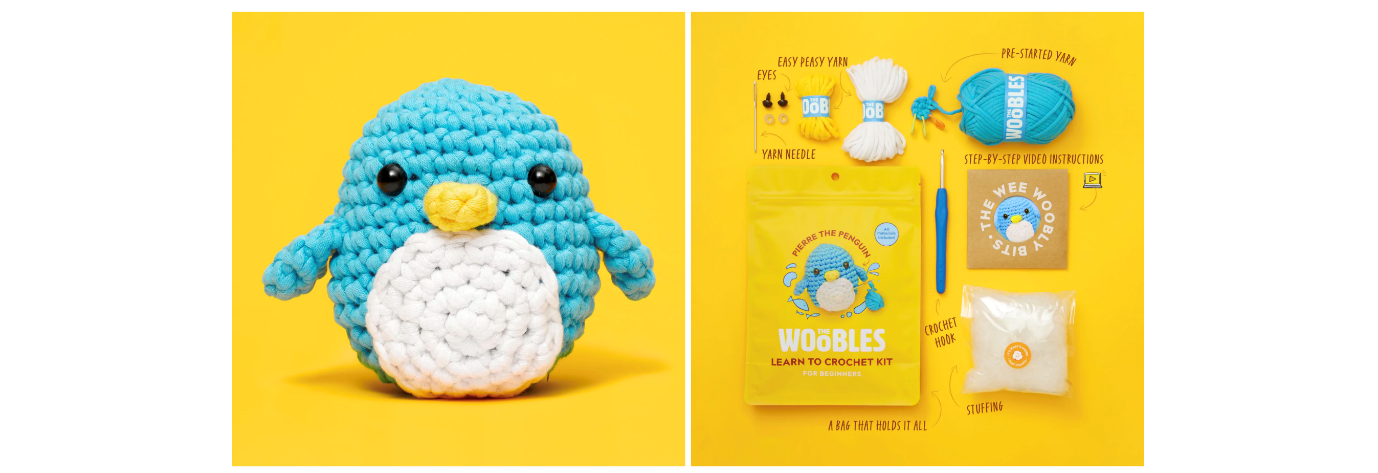 EASY PEASY YARN
PRE-STARTED YARN
EYES
THE
WOOBLES
YARN NEEDLE
STEP-BY-STEP VIDEO INSTRUCTIONS
THE WEE WOOBLY BITS
PIERRE THE PENGUIN
THE
WOOBLES
LEARN TO CROCHET KIT
FOR BEGINNERS
CROCHET
HOOK
STUFFING
A BAG THAT HOLDS IT ALL